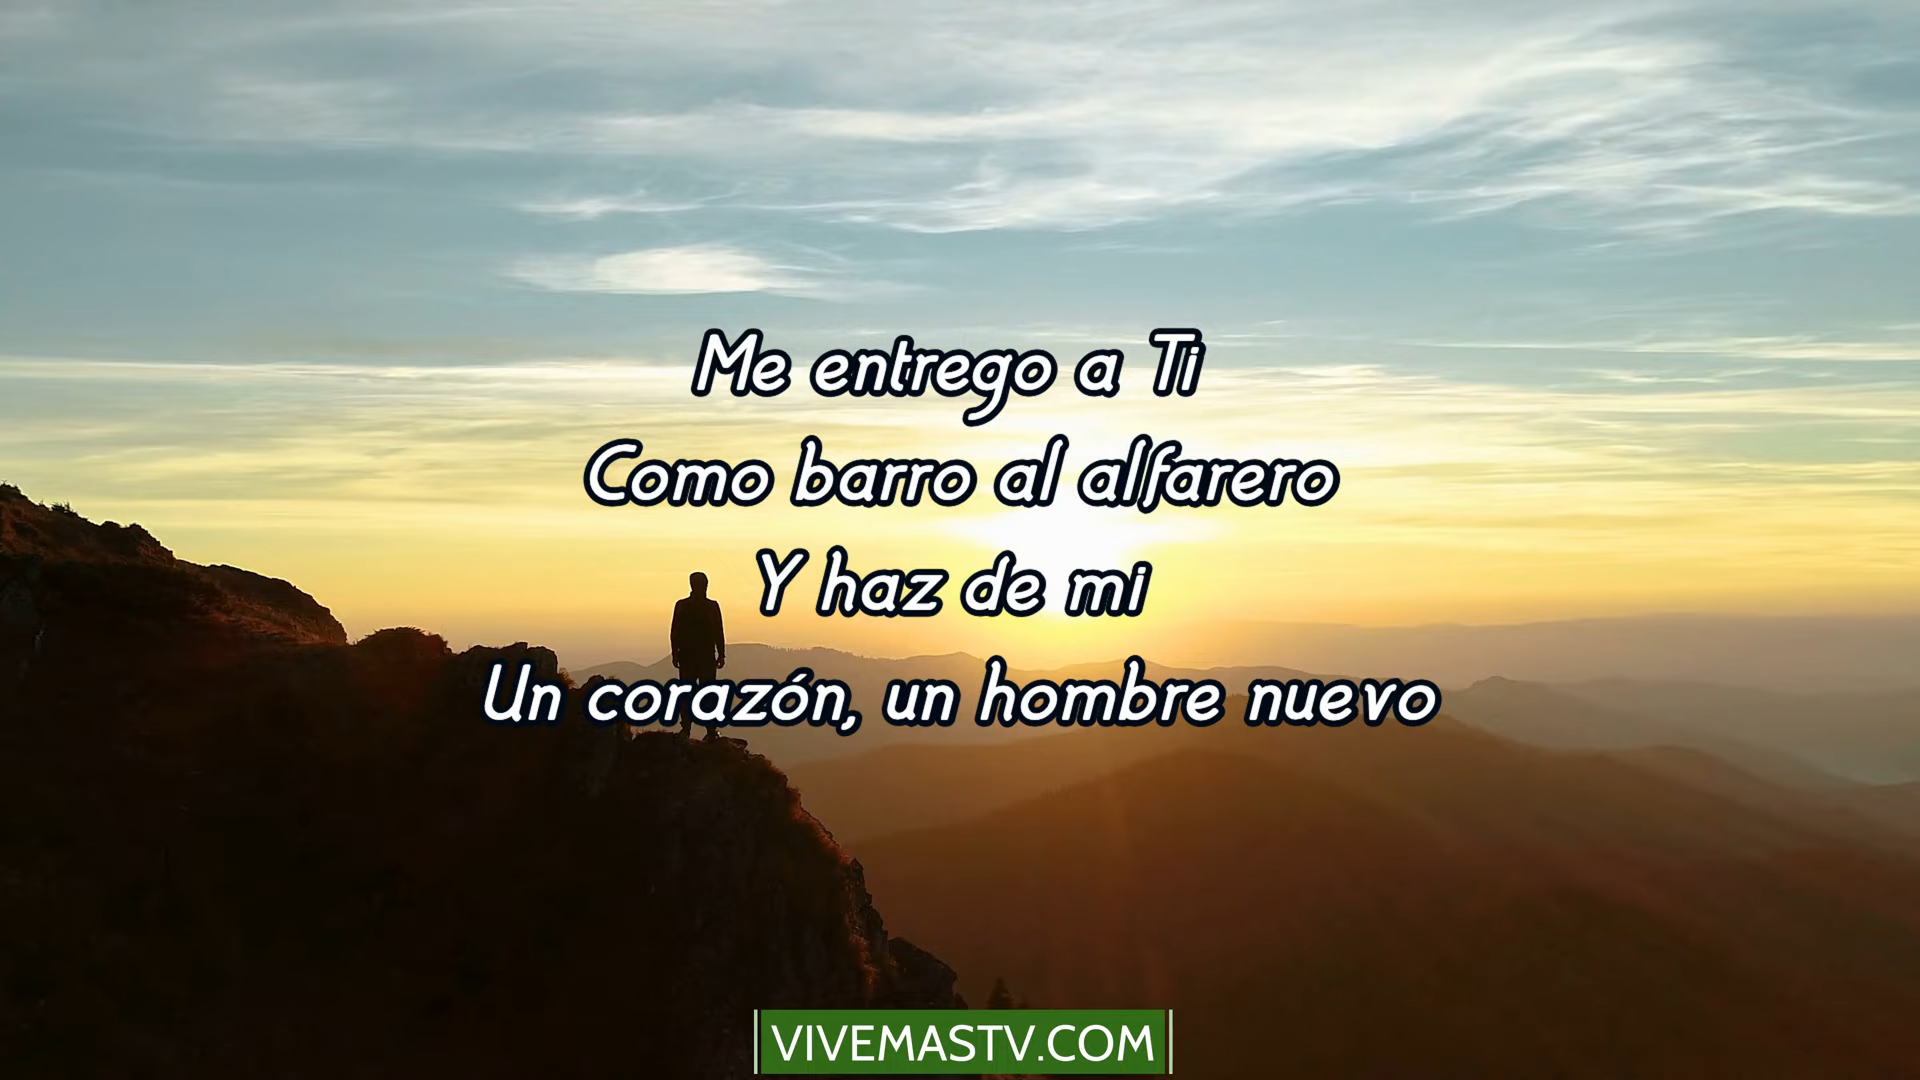 Me entrego a Ti
Como barro al alfarero
Y haz de mi
Un corazón, un hombre nuevo
VIVEMASTV.COM